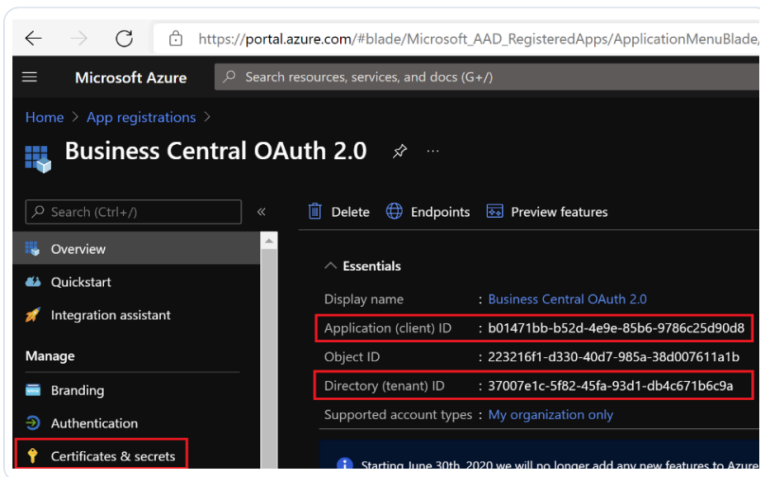 https://portal.azure.com/#blade/Microsoft_AAD_RegisteredApps/ApplicationMenuBlade/
Microsoft Azure
Search resources, services, and docs (G+/)
Home > App registrations >
Business Central OAuth 2.0 ...
Search (Ctrl+/) «
Delete Endpoints Preview features
Overview
Quickstart
Integration assistant
Manage
Branding
Authentication
Certificates & secrets
Essentials
Display name : Business Central OAuth 2.0
Application (client) ID : b01471bb-b52d-4e9e-85b6-9786c25d90d8
Object ID : 223216f1-d330-40d7-985a-38d007611a1b
Directory (tenant) ID : 37007e1c-5f82-45fa-93d1-db4c671b6c9a
Supported account types : My organization only
Starting June 30th, 2020 we will no longer add any new features to Azure